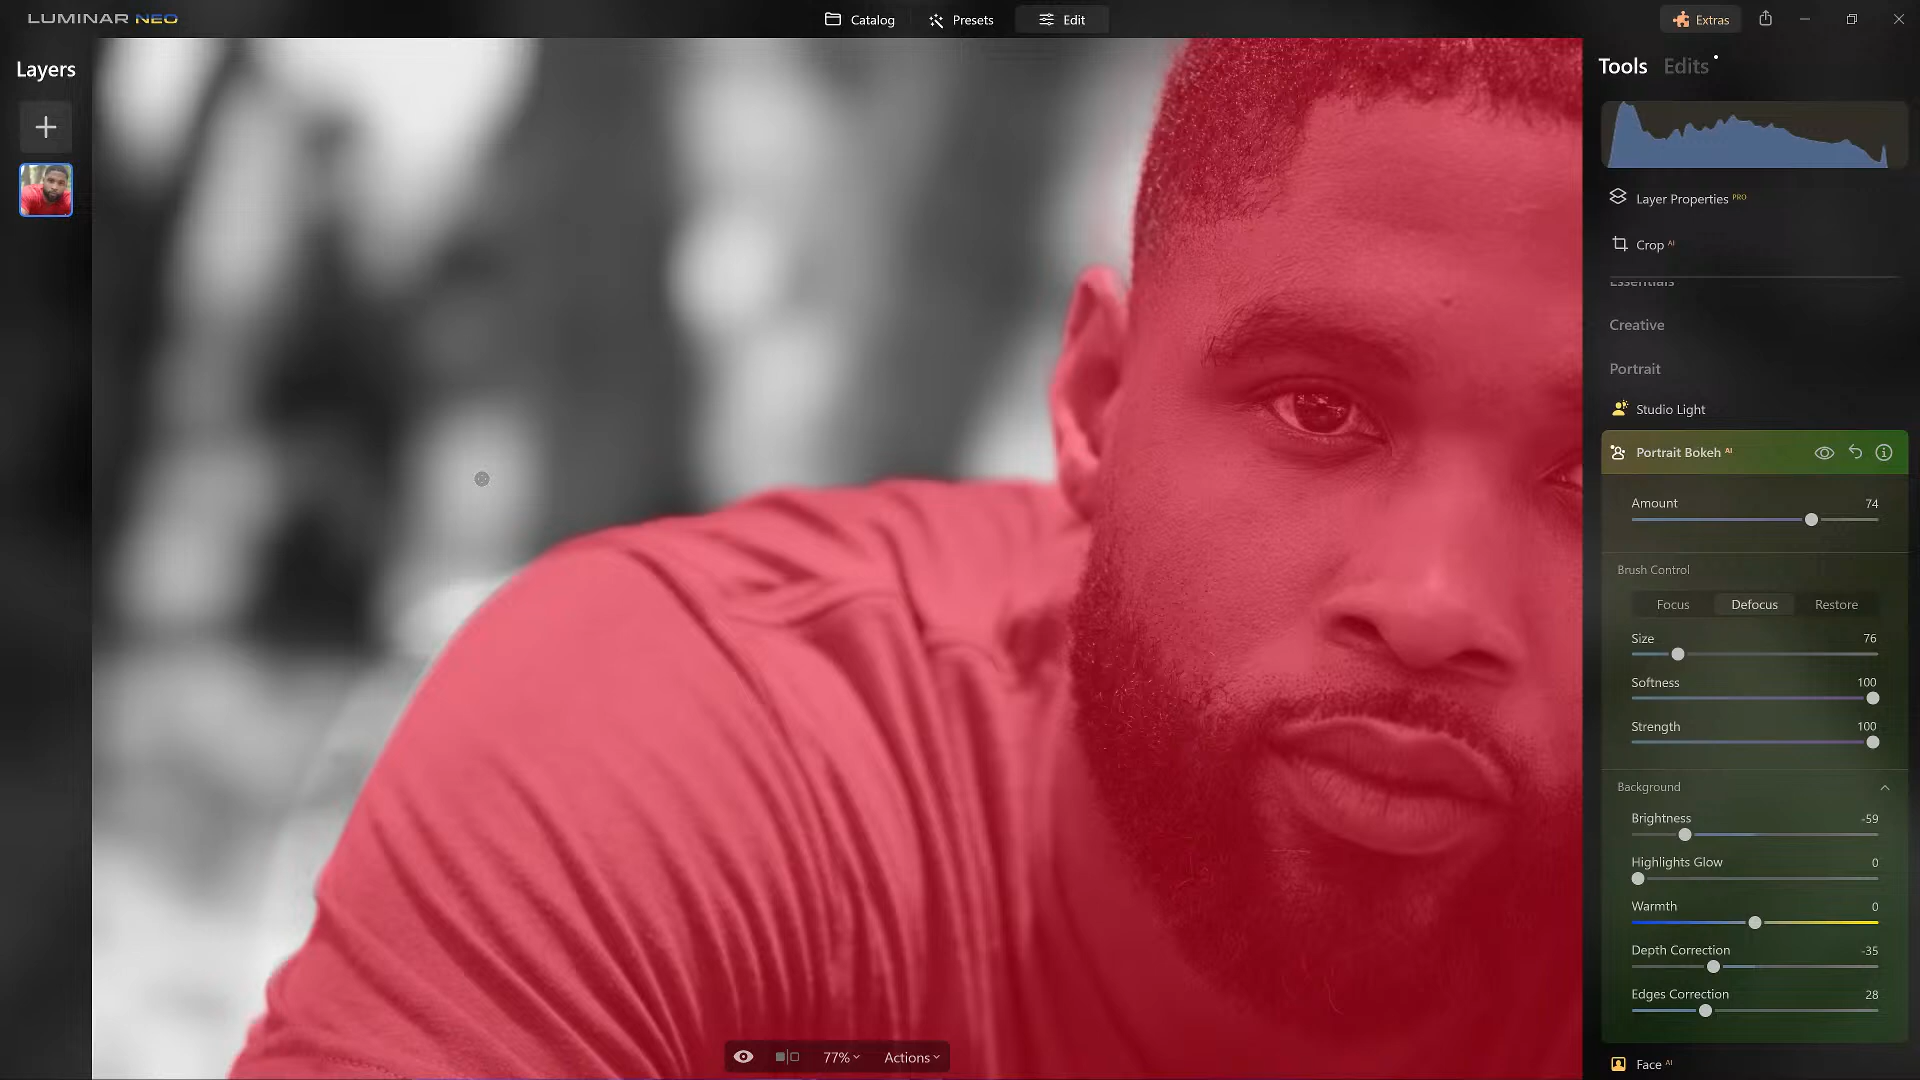 LUMINAR NEO
Catalog
Presets
Edit
Extras
Layers
Tools
Edits
Layer Properties PRO
Crop AI
Essentials
Creative
Portrait
Studio Light
Portrait Bokeh AI
Amount 74
Brush Control
Focus
Defocus
Restore
Size 76
Softness 100
Strength 100
Background
Brightness -59
Highlights Glow 0
Warmth 0
Depth Correction -35
Edges Correction 28
77%
Actions
Face AI